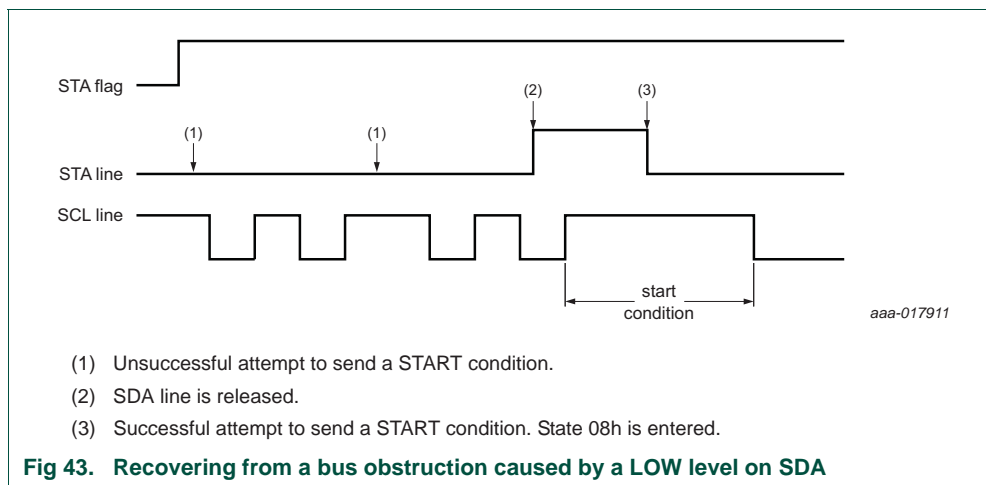 STA flag
(2)
(3)
(1)
(1)
STA line
SCL line
start
condition
aaa-017911
(1) Unsuccessful attempt to send a START condition.
(2) SDA line is released.
(3) Successful attempt to send a START condition. State 08h is entered.
Fig 43. Recovering from a bus obstruction caused by a LOW level on SDA